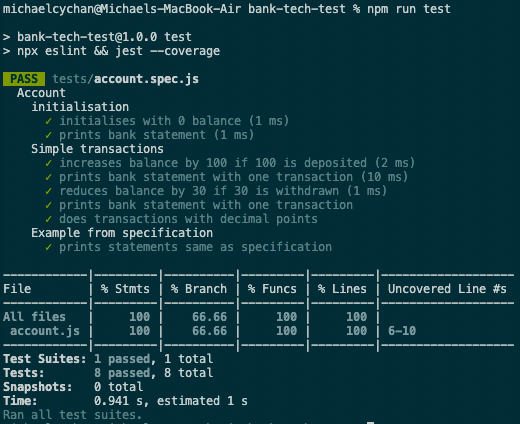 michaelcychan@Michaels-MacBook-Air bank-tech-test % npm run test
> bank-tech-test@1.0.0 test
> npx eslint && jest --coverage
PASS tests/account.spec.js
Account
initialisation
✓ initialises with 0 balance (1 ms)
✓ prints bank statement (1 ms)
Simple transactions
✓ increases balance by 100 if 100 is deposited (2 ms)
✓ prints bank statement with one transaction (10 ms)
✓ reduces balance by 30 if 30 is withdrawn (1 ms)
✓ prints bank statement with one transaction
✓ does transactions with decimal points
Example from specification
✓ prints statements same as specification
------------|---------|----------|---------|---------|-------------------
File | % Stmts | % Branch | % Funcs | % Lines | Uncovered Line #s
------------|---------|----------|---------|---------|-------------------
All files | 100 | 66.66 | 100 | 100 |
account.js | 100 | 66.66 | 100 | 100 | 6-10
------------|---------|----------|---------|---------|-------------------
Test Suites: 1 passed, 1 total
Tests: 8 passed, 8 total
Snapshots: 0 total
Time: 0.941 s, estimated 1 s
Ran all test suites.